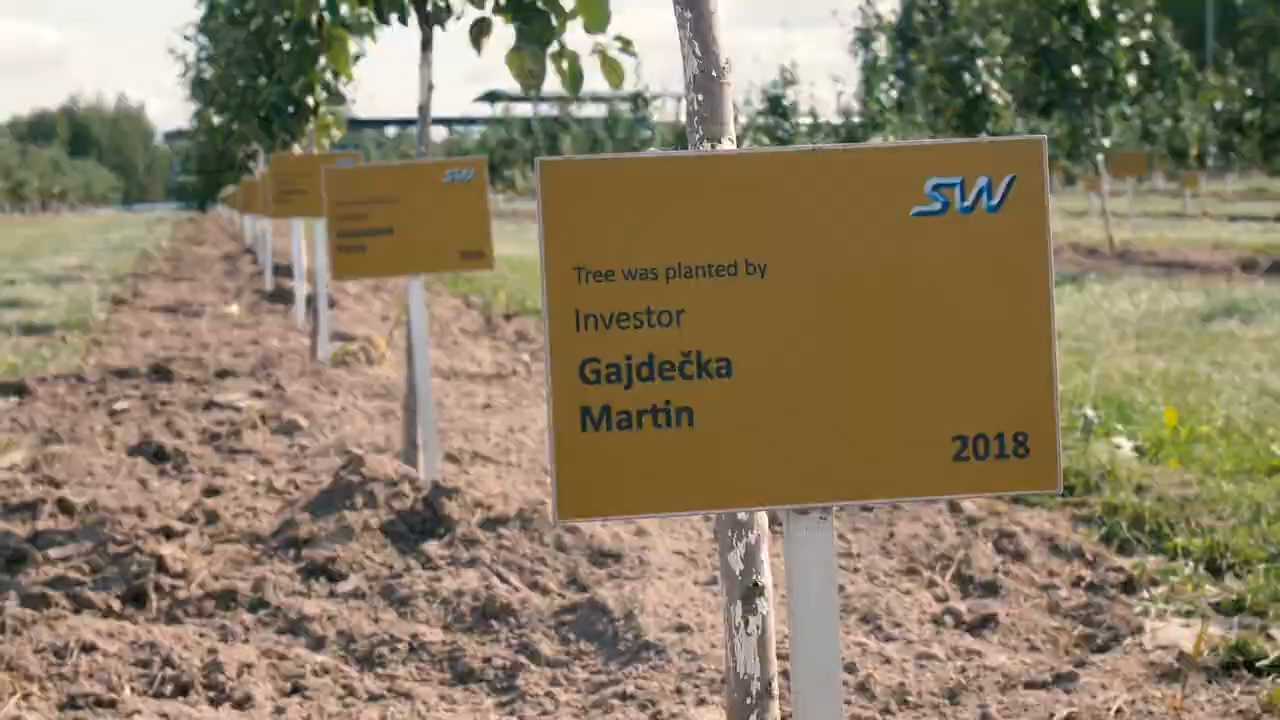 SW
Tree was planted by
Investor
Gajdečka
Martin
2018
SW